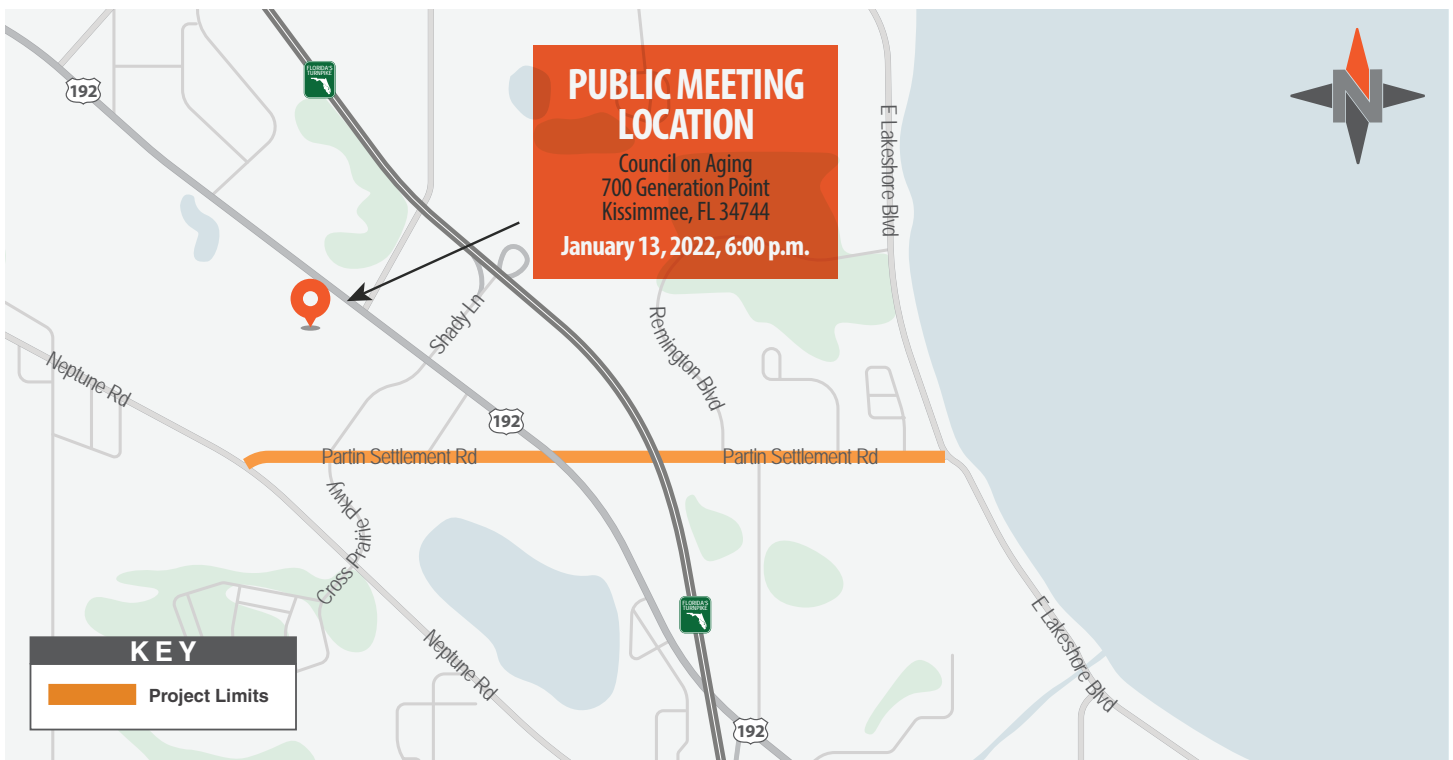 192
FLORIDA'S
TURNPIKE
PUBLIC MEETING
LOCATION
Council on Aging
700 Generation Point
Kissimmee, FL 34744
January 13, 2022, 6:00 p.m.
N
E Lakeshore Blvd
Shady Ln
Remington Blvd
Neptune Rd
192
Partin Settlement Rd
Partin Settlement Rd
Cross Prairie Pkwy
FLORIDA'S
TURNPIKE
Neptune Rd
E Lakeshore Blvd
192
KEY
Project Limits